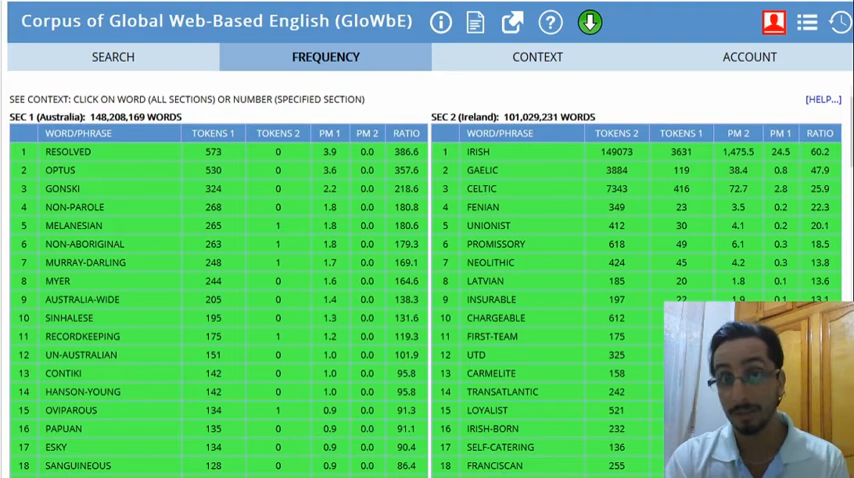 Corpus of Global Web-Based English (GloWbE)
SEARCH FREQUENCY CONTEXT ACCOUNT
SEE CONTEXT: CLICK ON WORD (ALL SECTIONS) OR NUMBER (SPECIFIED SECTION) [HELP...]
SEC 1 (Australia): 148,208,169 WORDS
WORD/PHRASE TOKENS 1 TOKENS 2 PM 1 PM 2 RATIO
1 RESOLVED 573 0 3.9 0.0 386.6
2 OPTUS 530 0 3.6 0.0 357.6
3 GONSKI 324 0 2.2 0.0 218.6
4 NON-PAROLE 268 0 1.8 0.0 180.8
5 MELANESIAN 265 1 1.8 0.0 180.6
6 NON-ABORIGINAL 263 1 1.8 0.0 179.3
7 MURRAY-DARLING 248 1 1.7 0.0 169.1
8 MYER 244 0 1.6 0.0 164.6
9 AUSTRALIA-WIDE 205 0 1.4 0.0 138.3
10 SINHALESE 195 0 1.3 0.0 131.6
11 RECORDKEEPING 175 1 1.2 0.0 119.3
12 UN-AUSTRALIAN 151 0 1.0 0.0 101.9
13 CONTIKI 142 0 1.0 0.0 95.8
14 HANSON-YOUNG 142 0 1.0 0.0 95.8
15 OVIPAROUS 134 1 0.9 0.0 91.3
16 PAPUAN 135 0 0.9 0.0 91.1
17 ESKY 134 0 0.9 0.0 90.4
18 SANGUINEOUS 128 0 0.9 0.0 86.4
SEC 2 (Ireland): 101,029,231 WORDS
WORD/PHRASE TOKENS 2 TOKENS 1 PM 2 PM 1 RATIO
1 IRISH 149073 3631 1,475.5 24.5 60.2
2 GAELIC 3884 119 38.4 0.8 47.9
3 CELTIC 7343 416 72.7 2.8 25.9
4 FENIAN 349 23 3.5 0.2 22.3
5 UNIONIST 412 30 4.1 0.2 20.1
6 PROMISSORY 618 49 6.1 0.3 18.5
7 NEOLITHIC 424 45 4.2 0.3 13.8
8 LATVIAN 185 20 1.8 0.1 13.6
9 INSURABLE 197 22 1.9 0.1 13.1
10 CHARGEABLE 612
11 FIRST-TEAM 175
12 UTD 325
13 CARMELITE 158
14 TRANSATLANTIC 242
15 LOYALIST 521
16 IRISH-BORN 232
17 SELF-CATERING 136
18 FRANCISCAN 255